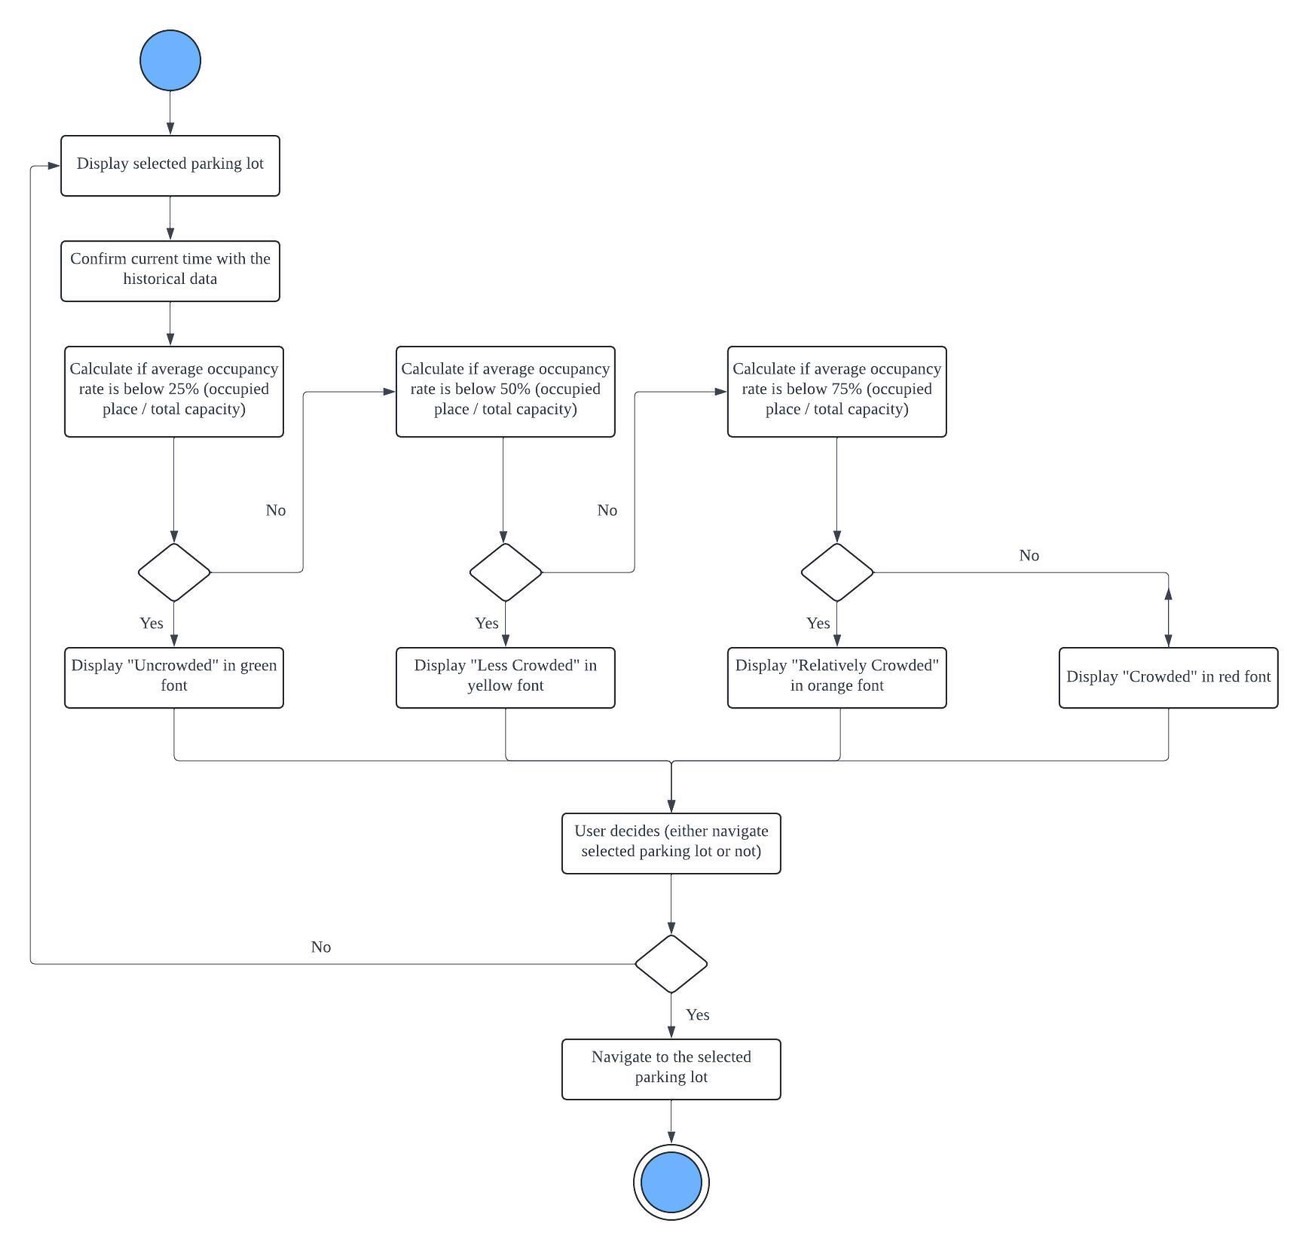 Display selected parking lot
Confirm current time with the
historical data
Calculate if average occupancy
rate is below 25% (occupied
place / total capacity)
Calculate if average occupancy
rate is below 50% (occupied
place / total capacity)
Calculate if average occupancy
rate is below 75% (occupied
place / total capacity)
No
No
No
Yes
Yes
Yes
Display "Uncrowded" in green
font
Display "Less Crowded" in
yellow font
Display "Relatively Crowded"
in orange font
Display "Crowded" in red font
User decides (either navigate
selected parking lot or not)
No
Yes
Navigate to the selected
parking lot